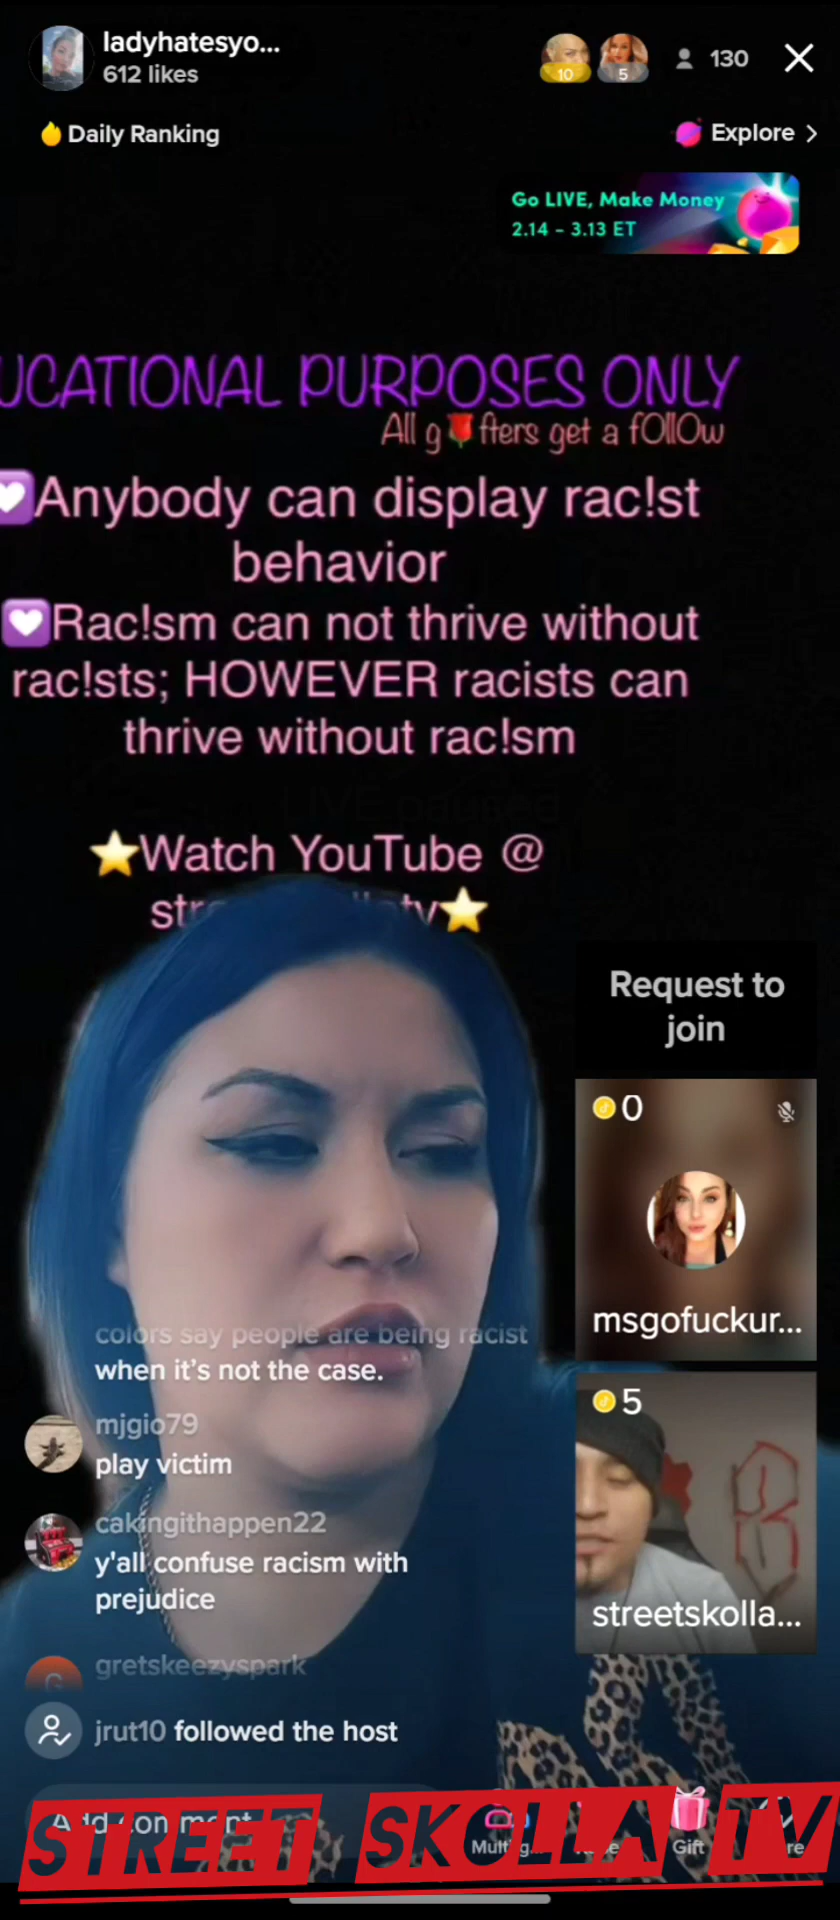 ladyhatesyo...
612 likes
10
5
130
Daily Ranking
Explore >
Go LIVE, Make Money
2.14 - 3.13 ET
UCATIONAL PURPOSES ONLY
All g🌹fters get a fOllOw
💟Anybody can display rac!st
behavior
💟Rac!sm can not thrive without
rac!sts; HOWEVER racists can
thrive without rac!sm
LIVE paused
⭐Watch YouTube @
⭐
Request to
join
0
msgofuckur...
5
streetskolla...
colors say people are being racist
when it's not the case.
mjgio79
play victim
cakingithappen22
y'all confuse racism with
prejudice
gretskeezyspark
G
jrut10 followed the host
Add comment
Gift
STREET SKOLLA TV